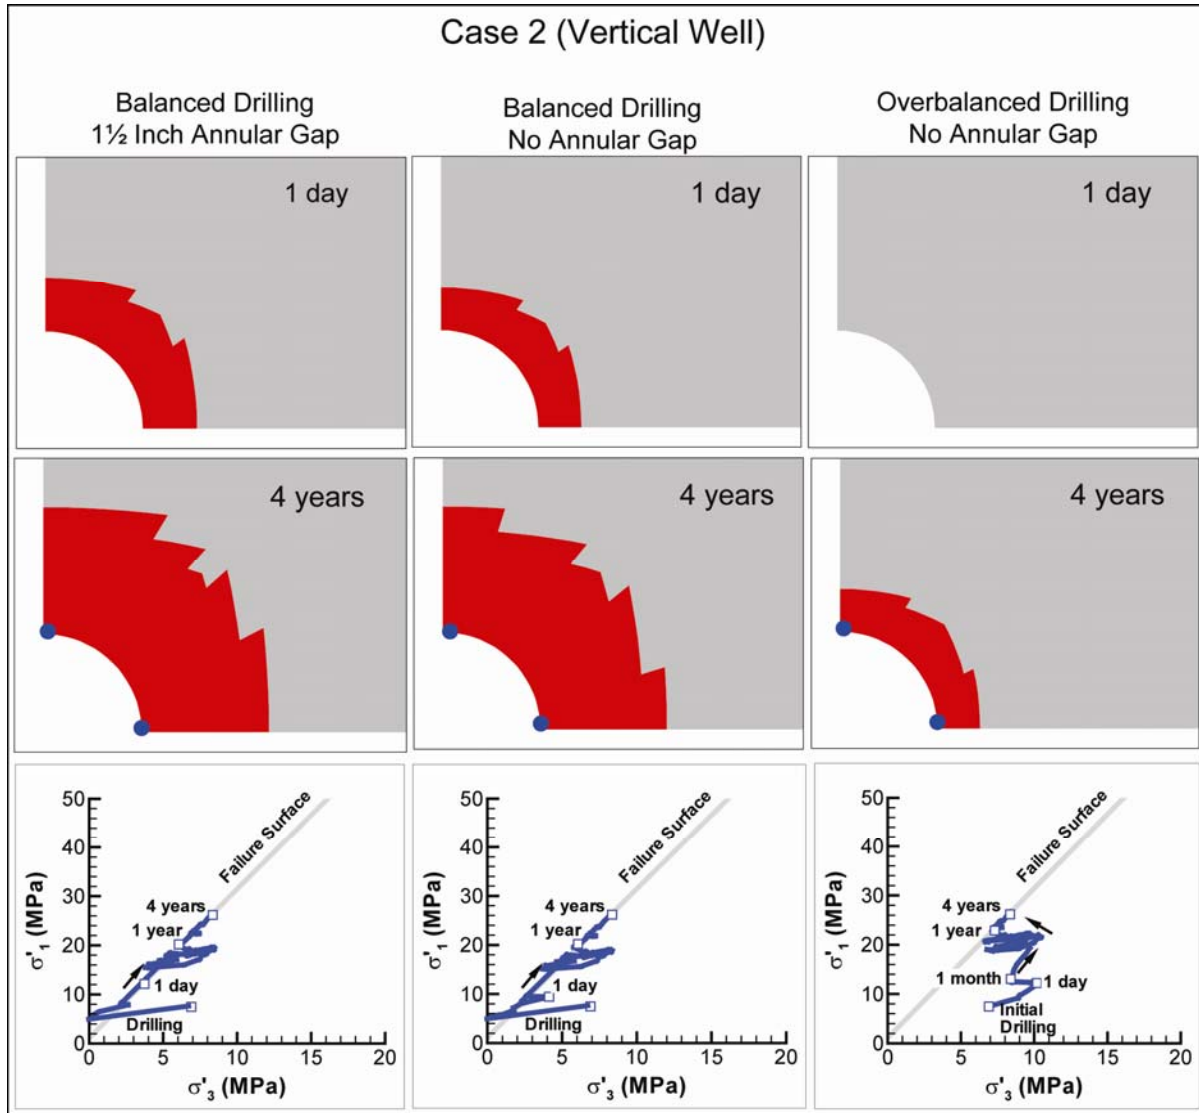 Case 2 (Vertical Well)
Balanced Drilling
1½ Inch Annular Gap
Balanced Drilling
No Annular Gap
Overbalanced Drilling
No Annular Gap
1 day
1 day
1 day
4 years
4 years
4 years
50
40
30
20
10
0
σ'1 (MPa)
Failure Surface
4 years
1 year
1 day
Drilling
0 5 10 15 20
σ'3 (MPa)
50
40
30
20
10
0
σ'1 (MPa)
Failure Surface
4 years
1 year
1 day
Drilling
0 5 10 15 20
σ'3 (MPa)
50
40
30
20
10
0
σ'1 (MPa)
Failure Surface
4 years
1 year
1 month
1 day
Initial
Drilling
0 5 10 15 20
σ'3 (MPa)